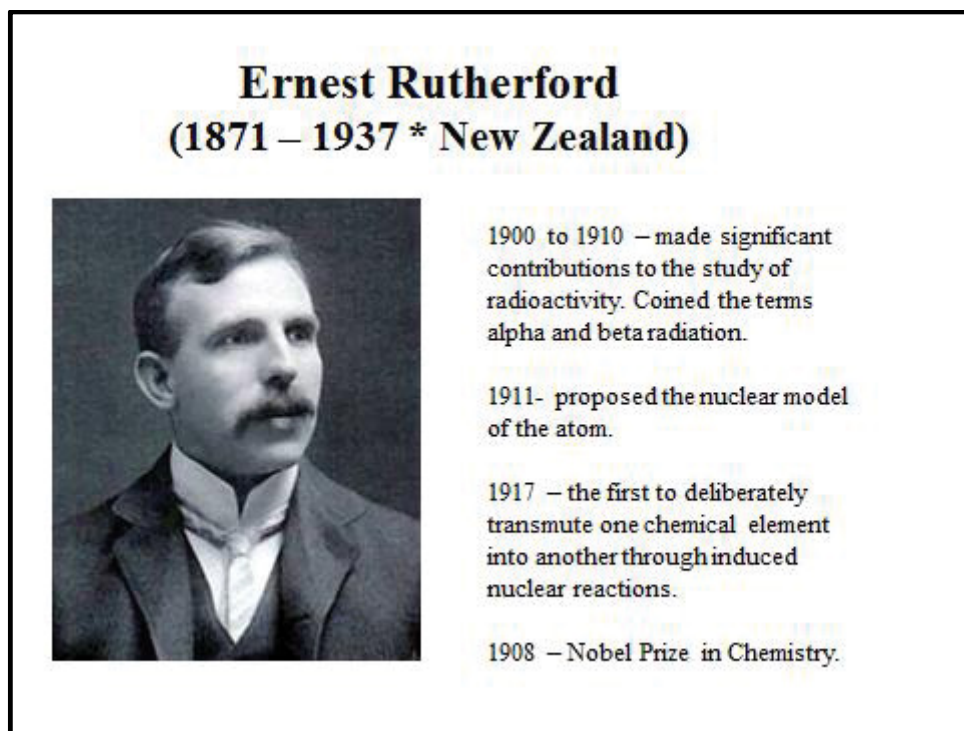 Ernest Rutherford
(1871 – 1937 * New Zealand)
1900 to 1910 – made significant
contributions to the study of
radioactivity. Coined the terms
alpha and beta radiation.
1911- proposed the nuclear model
of the atom.
1917 – the first to deliberately
transmute one chemical element
into another through induced
nuclear reactions.
1908 – Nobel Prize in Chemistry.